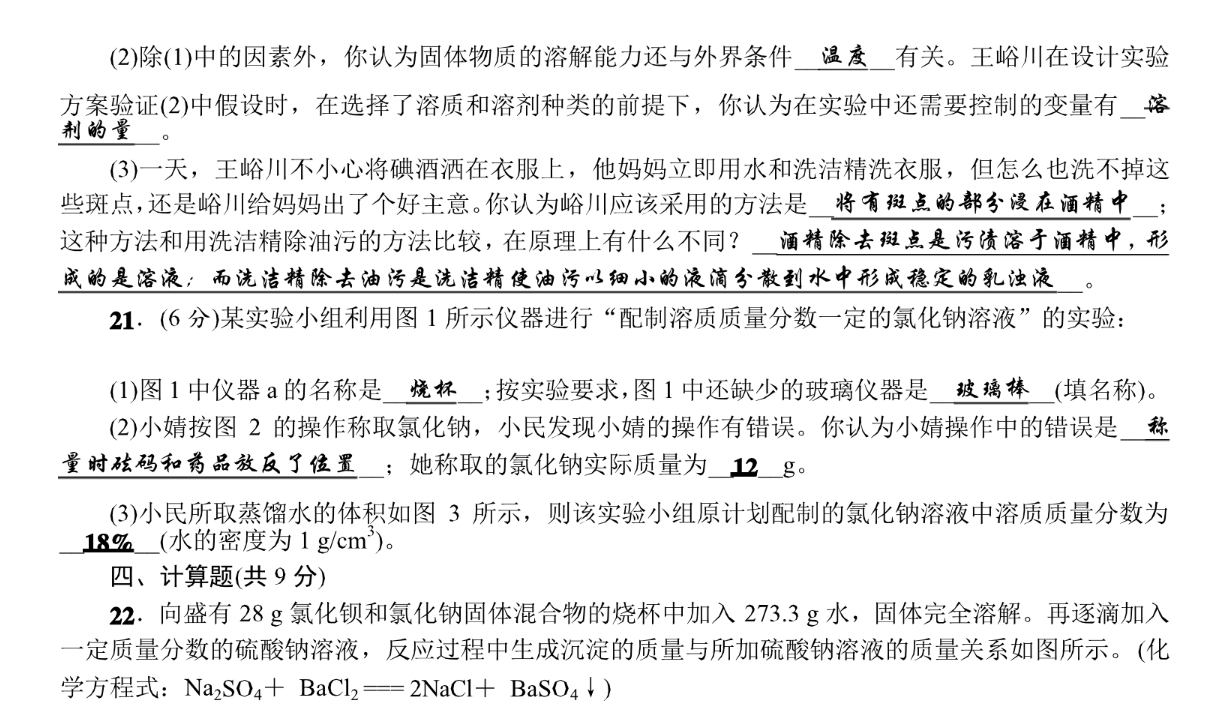 (2)除(1)中的因素外，你认为固体物质的溶解能力还与外界条件__温度__有关。王峪川在设计实验
方案验证(2)中假设时，在选择了溶质和溶剂种类的前提下，你认为在实验中还需要控制的变量有__溶
剂的量__。
(3)一天，王峪川不小心将碘酒洒在衣服上，他妈妈立即用水和洗洁精洗衣服，但怎么也洗不掉这
些斑点，还是峪川给妈妈出了个好主意。你认为峪川应该采用的方法是__将有斑点的部分浸在酒精中__；
这种方法和用洗洁精除油污的方法比较，在原理上有什么不同？__酒精除去斑点是污渍溶于酒精中，形
成的是溶液；而洗洁精除去油污是洗洁精使油污以细小的液滴分散到水中形成稳定的乳浊液__。
21．(6 分)某实验小组利用图 1 所示仪器进行“配制溶质质量分数一定的氯化钠溶液”的实验：
(1)图 1 中仪器 a 的名称是__烧杯__；按实验要求，图 1 中还缺少的玻璃仪器是__玻璃棒__(填名称)。
(2)小婧按图 2 的操作称取氯化钠，小民发现小婧的操作有错误。你认为小婧操作中的错误是__称
量时砝码和药品放反了位置__；她称取的氯化钠实际质量为__12__g。
(3)小民所取蒸馏水的体积如图 3 所示，则该实验小组原计划配制的氯化钠溶液中溶质质量分数为
__18%__(水的密度为 1 g/cm³)。
四、计算题(共 9 分)
22．向盛有 28 g 氯化钡和氯化钠固体混合物的烧杯中加入 273.3 g 水，固体完全溶解。再逐滴加入
一定质量分数的硫酸钠溶液，反应过程中生成沉淀的质量与所加硫酸钠溶液的质量关系如图所示。(化
学方程式：Na₂SO₄＋ BaCl₂ === 2NaCl＋ BaSO₄↓)